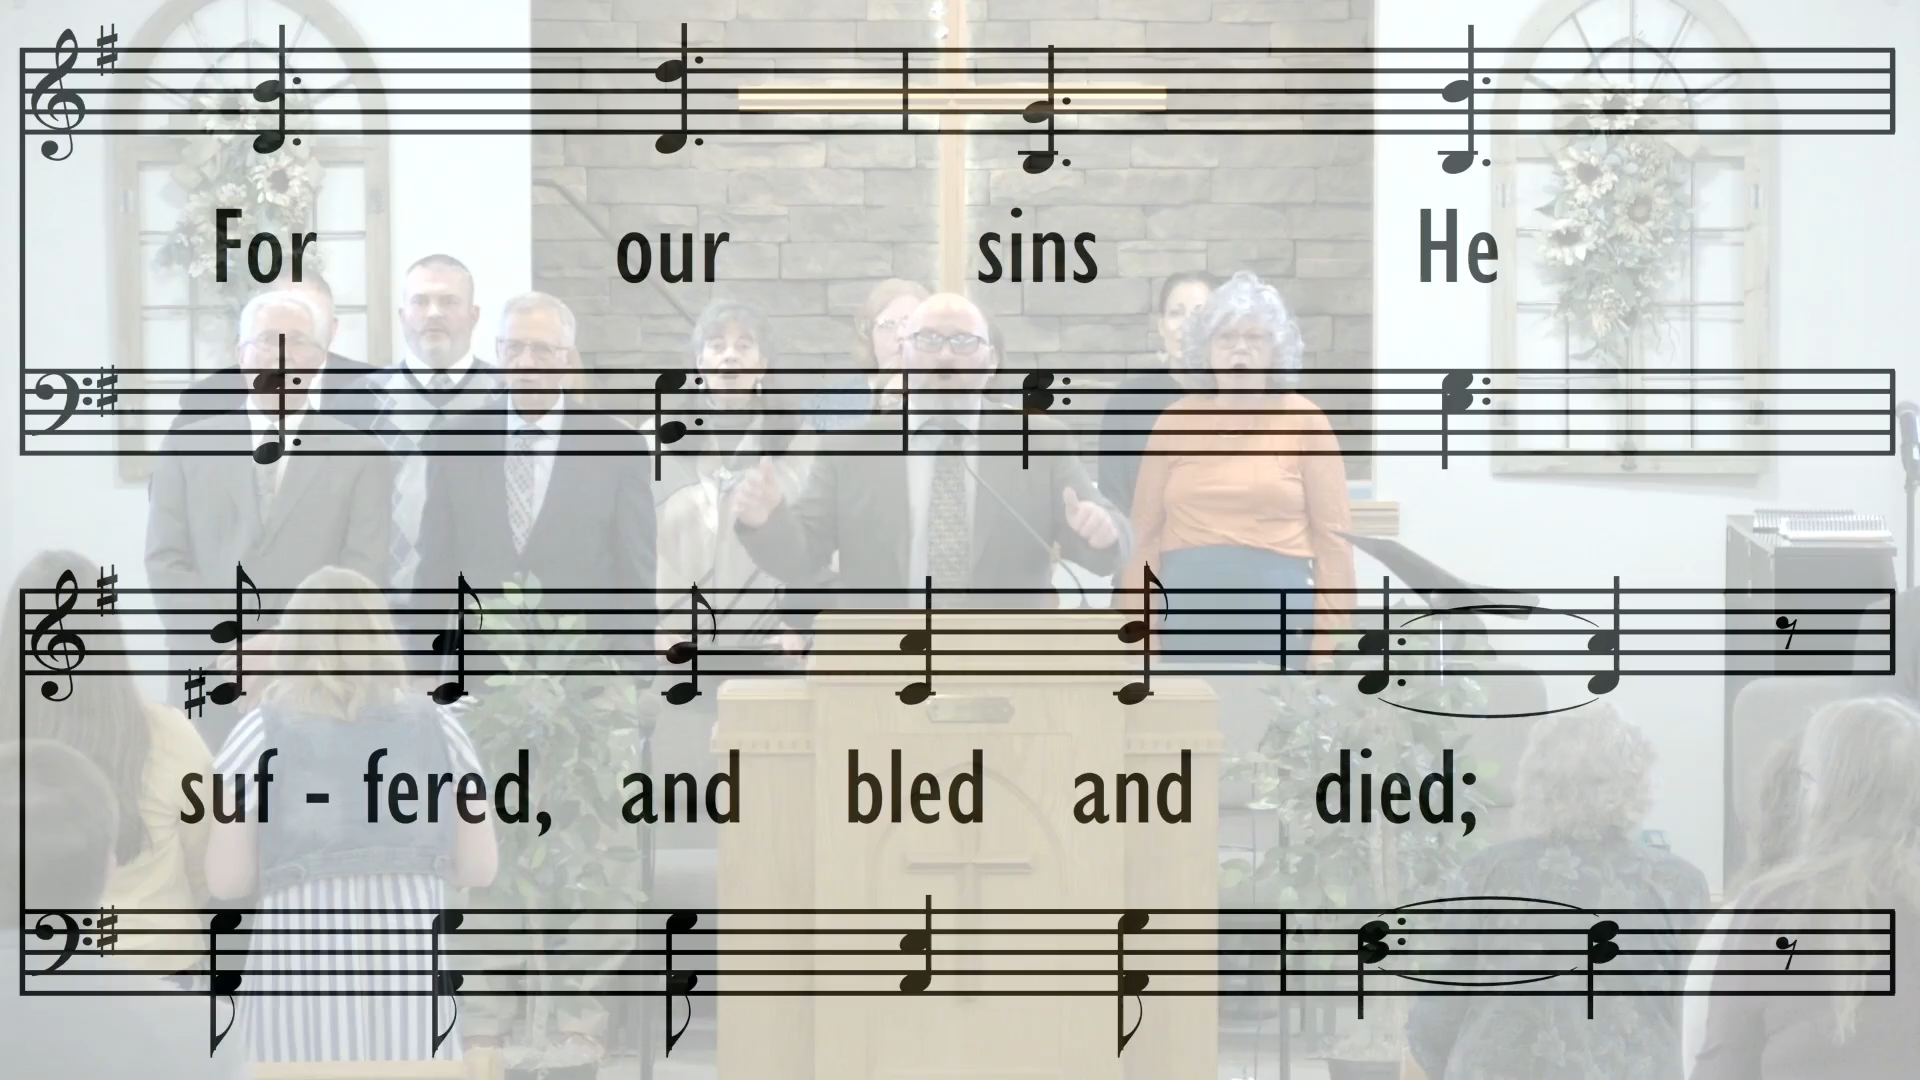 For our sins He
suf - fered, and bled and died;